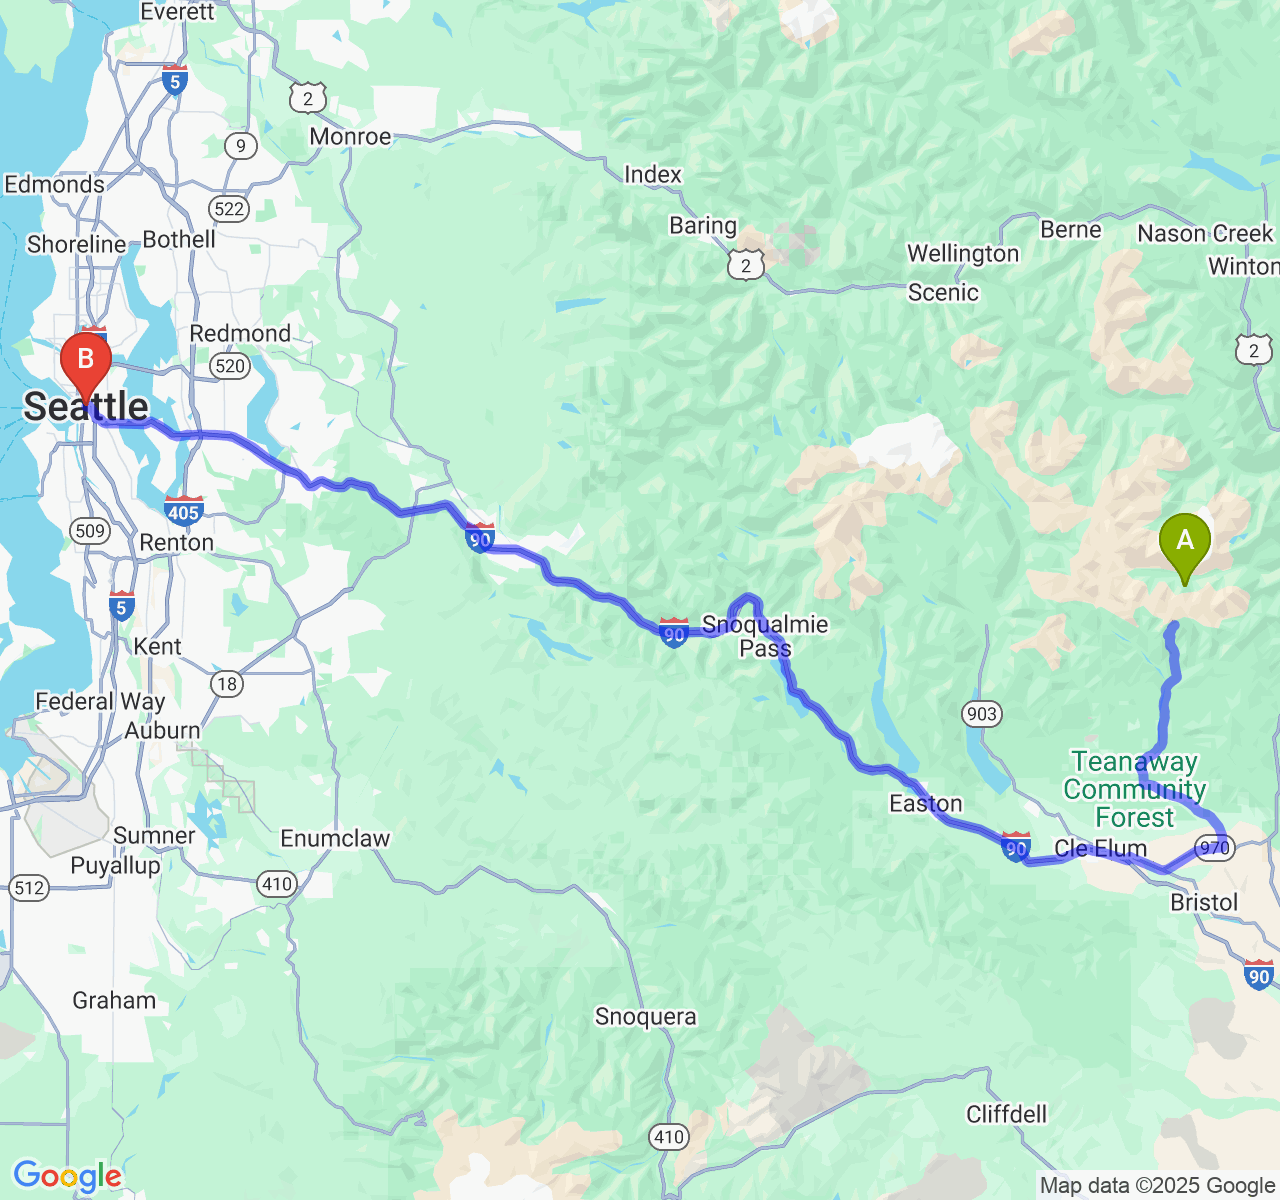 Everett
5
2
Monroe
9
Index
Edmonds
522
Baring
Shoreline
Bothell
Berne
Nason Creek
Wellington
2
Winton
Scenic
Redmond
2
520
B
Seattle
405
509
90
A
Renton
5
90
Snoqualmie
Pass
Kent
18
Federal Way
903
Auburn
Teanaway
Community
Forest
Easton
Sumner
Enumclaw
90
Cle Elum
970
Puyallup
410
512
Bristol
90
Graham
Snoquera
Cliffdell
410
Google
Map data ©2025 Google